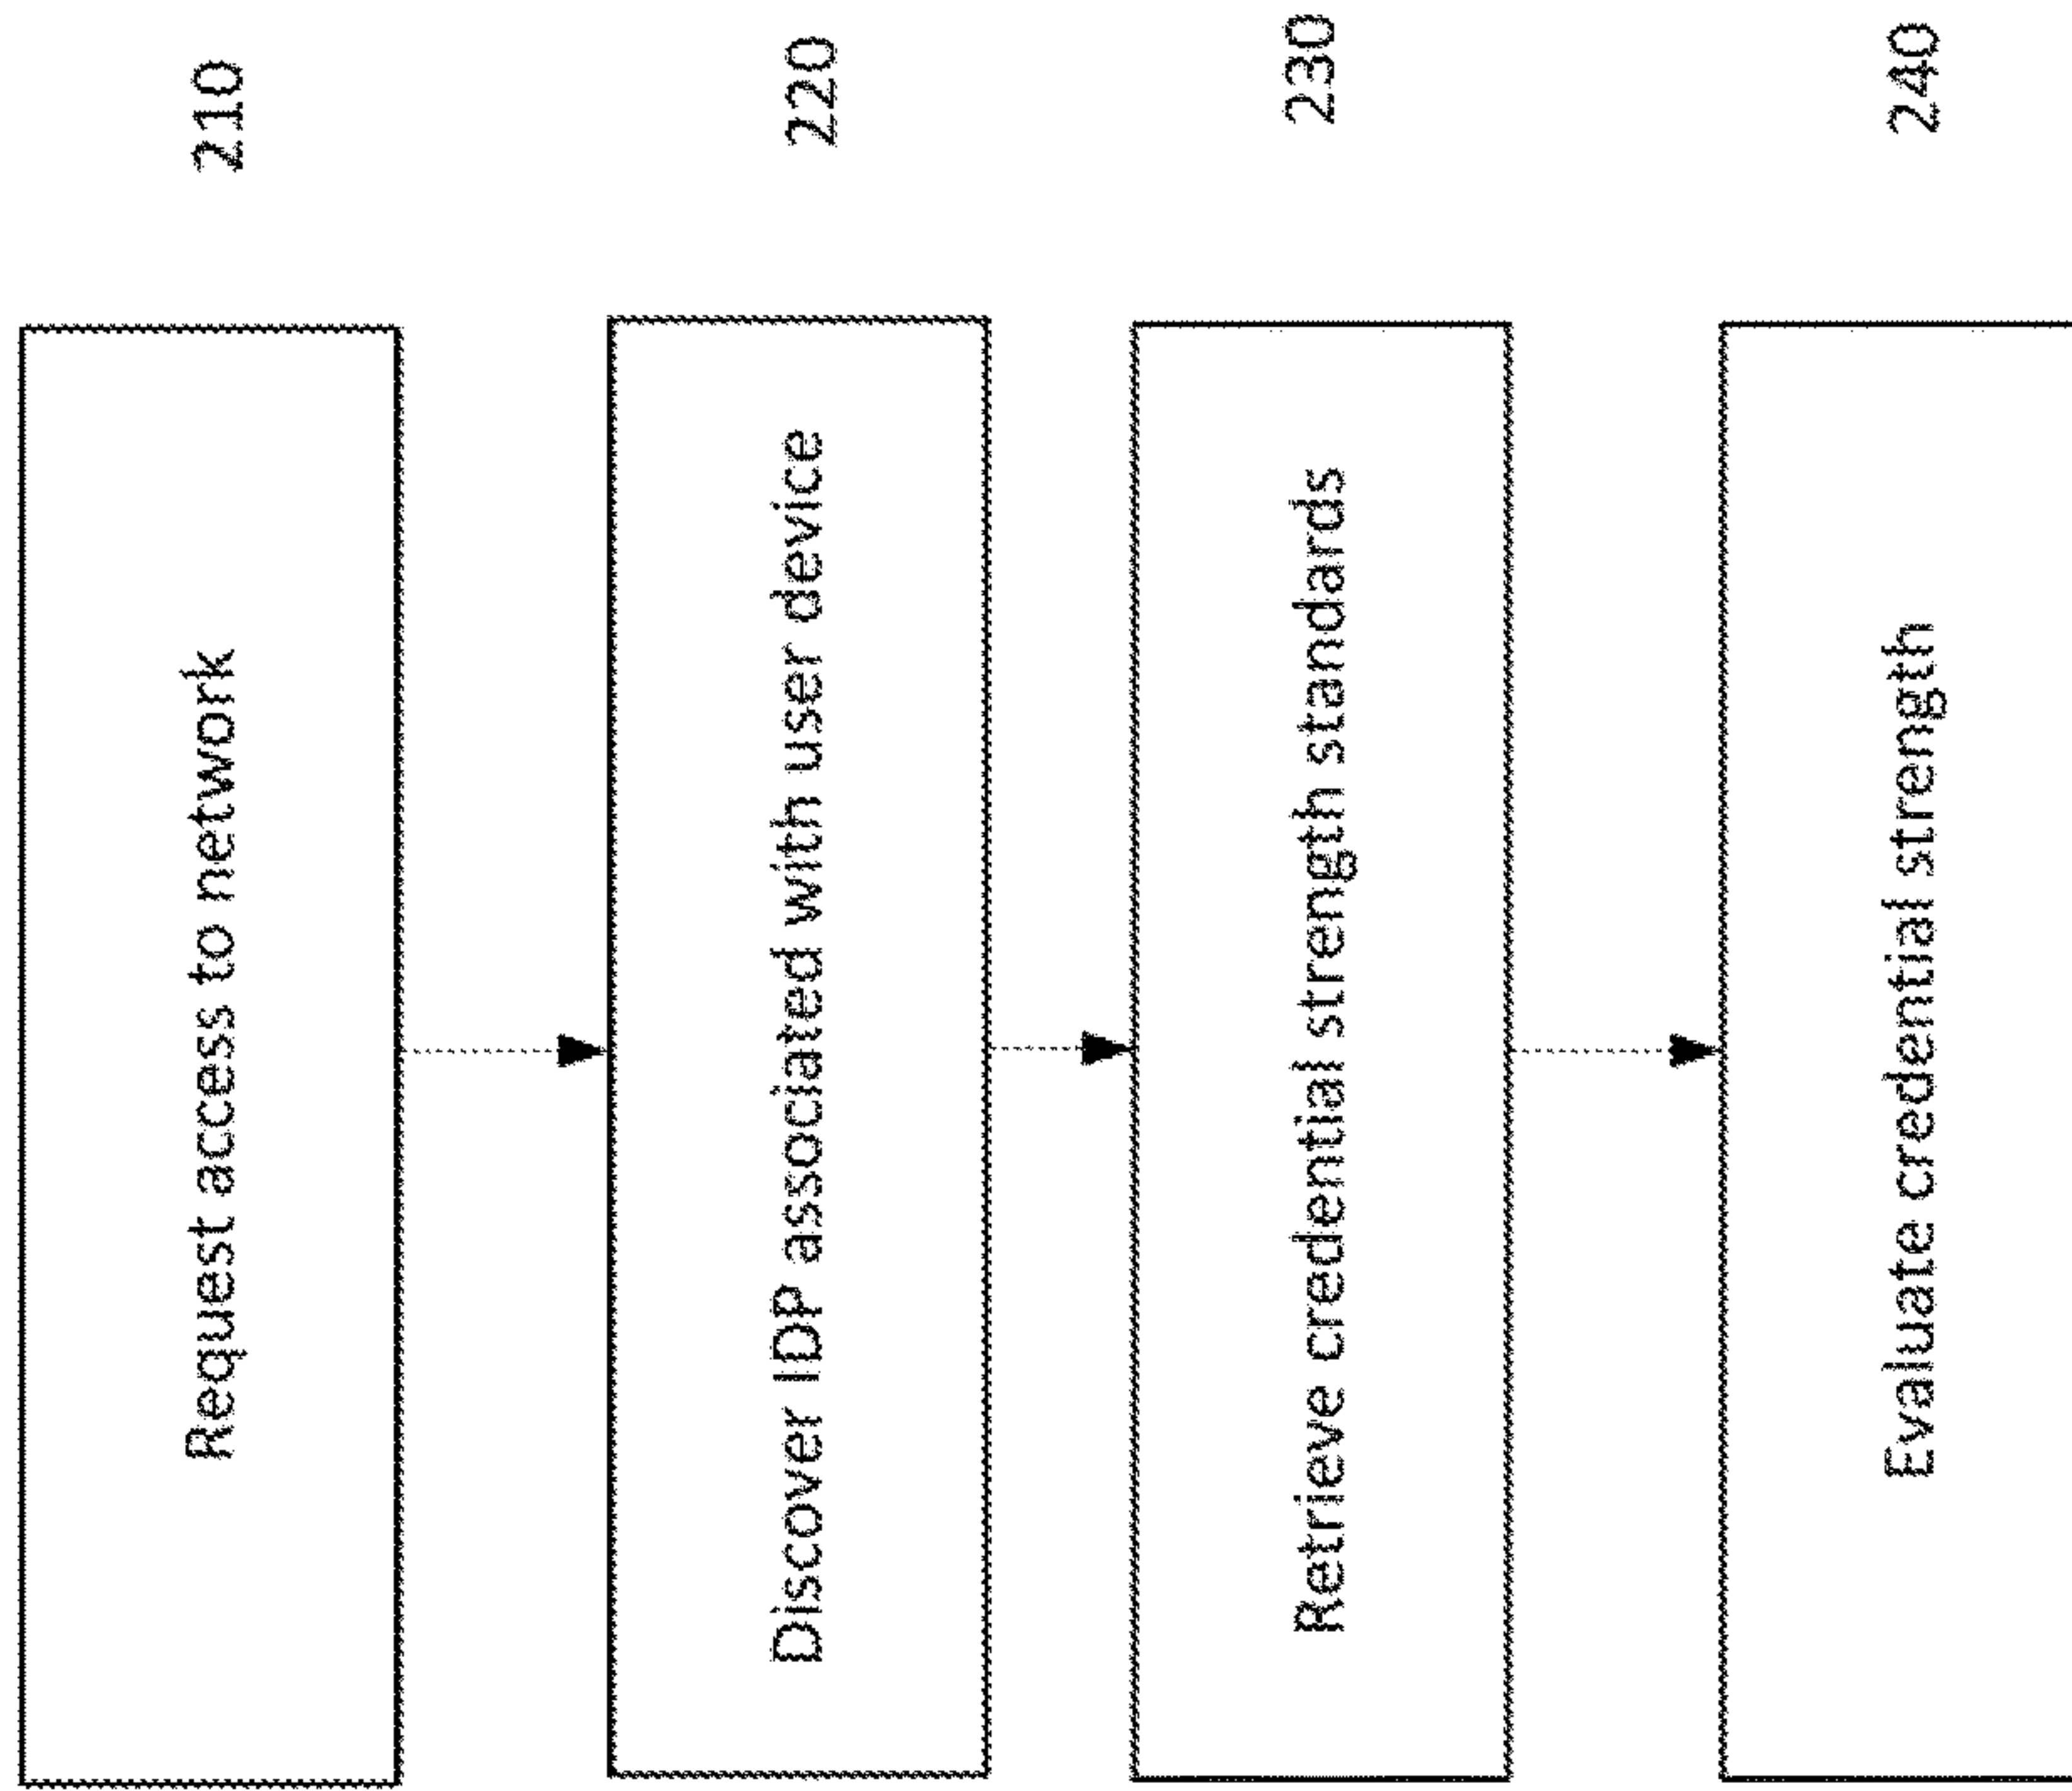 Request access to network
210
Discover IDP associated with user device
220
Retrieve credential strength standards
230
Evaluate credential strength
240